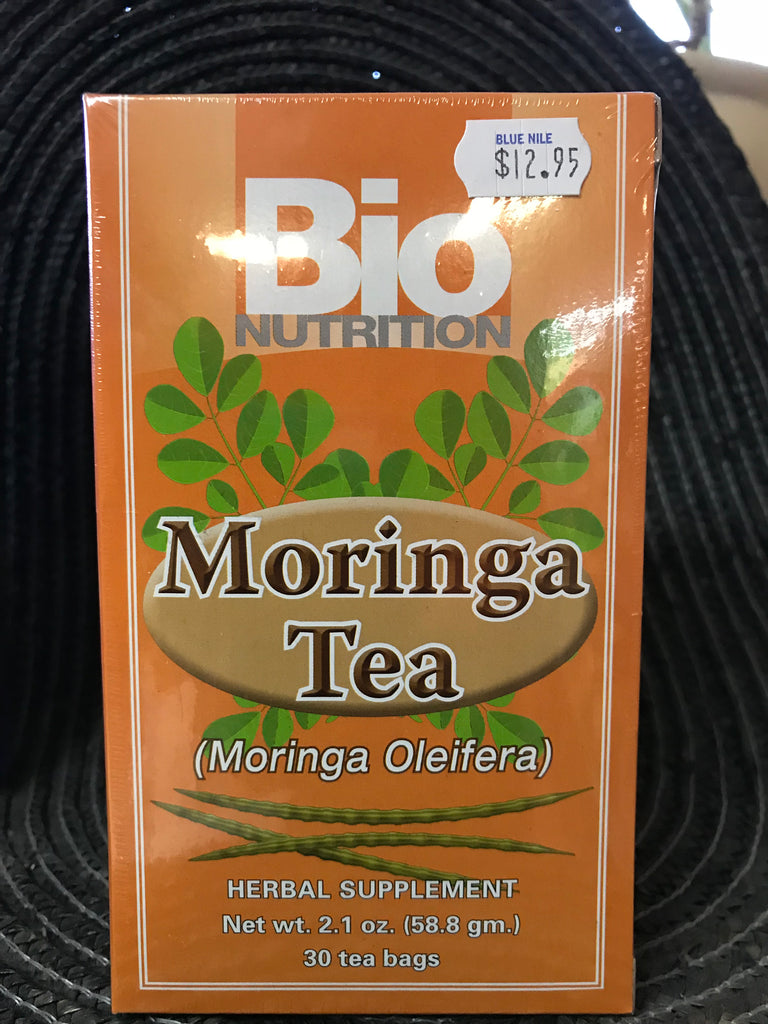 BLUE NILE
$12.95
Bio
NUTRITION
Moringa
Tea
(Moringa Oleifera)
HERBAL SUPPLEMENT
Net wt. 2.1 oz. (58.8 gm.)
30 tea bags